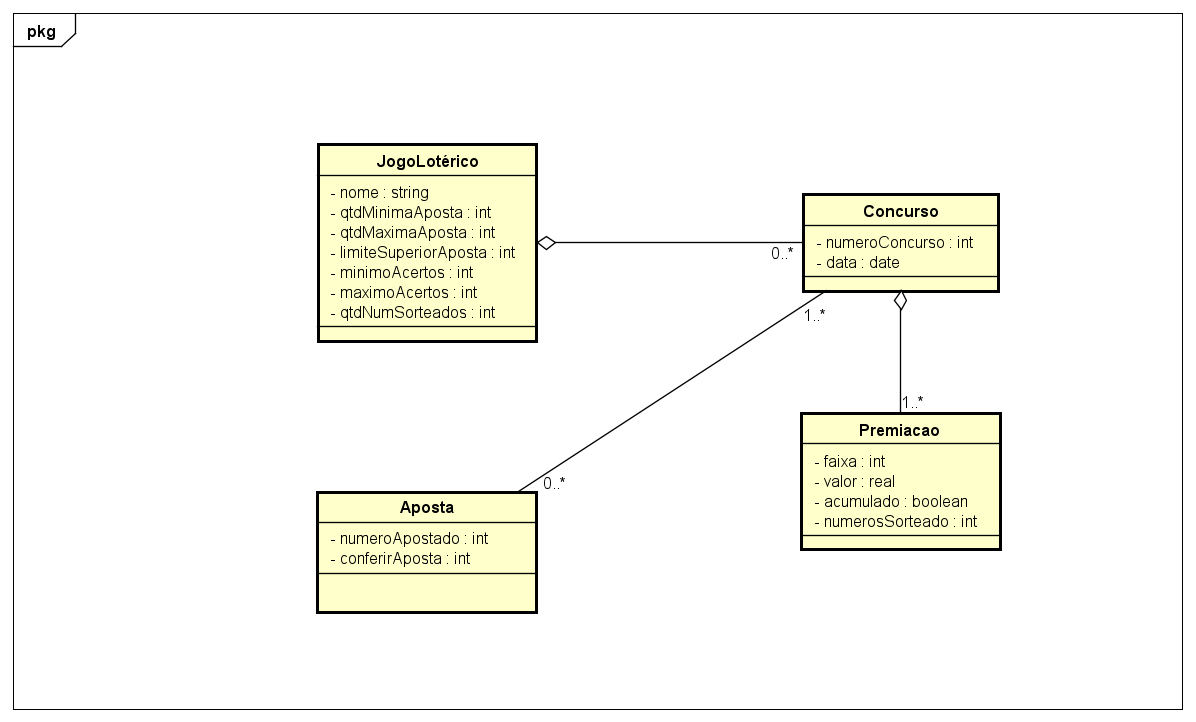 pkg
JogoLotérico
- nome : string
- qtdMinimaAposta : int
- qtdMaximaAposta : int
- limiteSuperiorAposta : int
- minimoAcertos : int
- maximoAcertos : int
- qtdNumSorteados : int
Concurso
- numeroConcurso : int
- data : date
0..*
1..*
1..*
Premiacao
- faixa : int
- valor : real
- acumulado : boolean
- numerosSorteado : int
0..*
Aposta
- numeroApostado : int
- conferirAposta : int